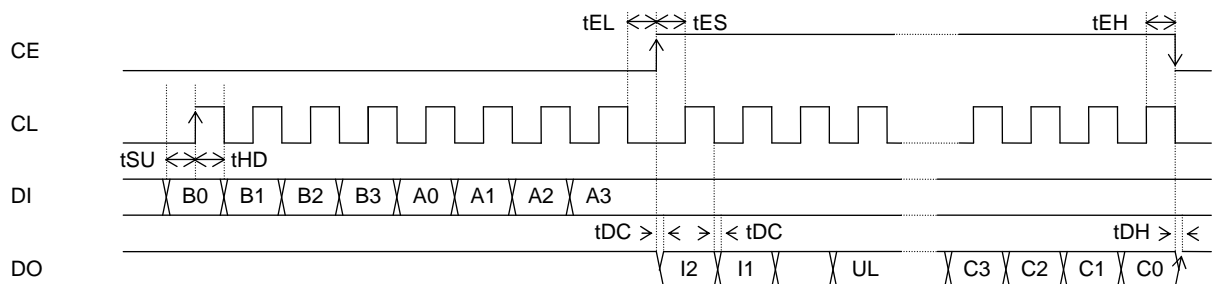 tEL tES tEH
CE
CL
tSU tHD
DI B0 B1 B2 B3 A0 A1 A2 A3
tDC tDC tDH
DO I2 I1 UL C3 C2 C1 C0